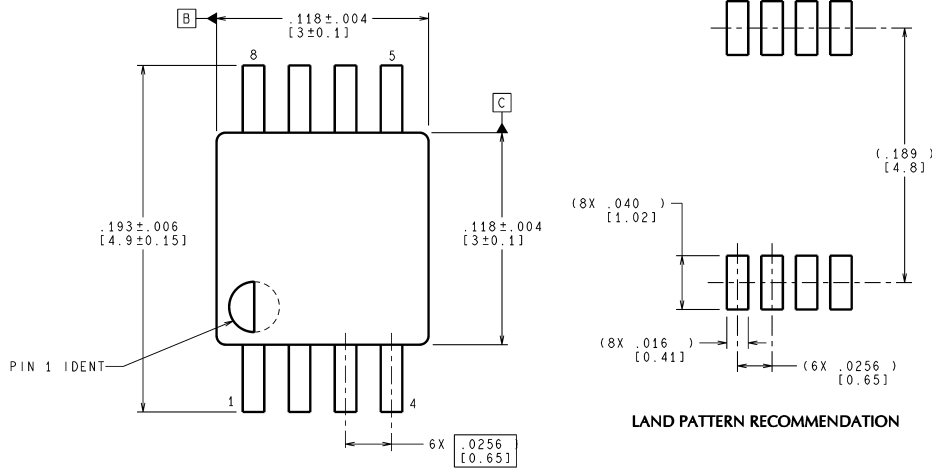 B
.118±.004
[3±0.1]
8
5
C
.193±.006
[4.9±0.15]
.118±.004
[3±0.1]
PIN 1 IDENT
1
4
6X .0256
[0.65]
(.189 )
[4.8]
(8X .040 )
[1.02]
(8X .016 )
[0.41]
(6X .0256 )
[0.65]
LAND PATTERN RECOMMENDATION